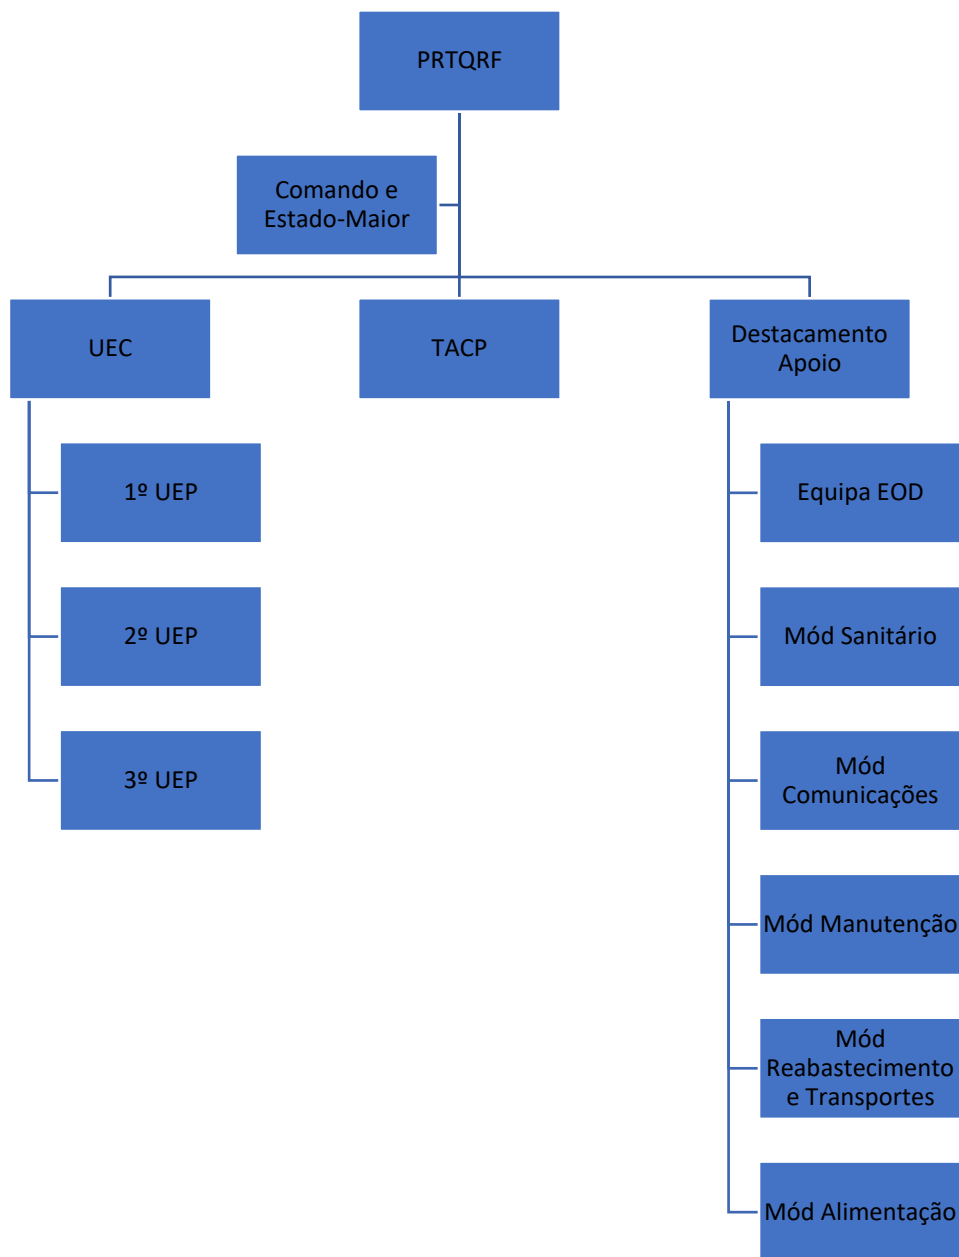 PRTQRF
Comando e
Estado-Maior
UEC
TACP
Destacamento
Apoio
1º UEP
2º UEP
3º UEP
Equipa EOD
Mód Sanitário
Mód
Comunicações
Mód Manutenção
Mód
Reabastecimento
e Transportes
Mód Alimentação